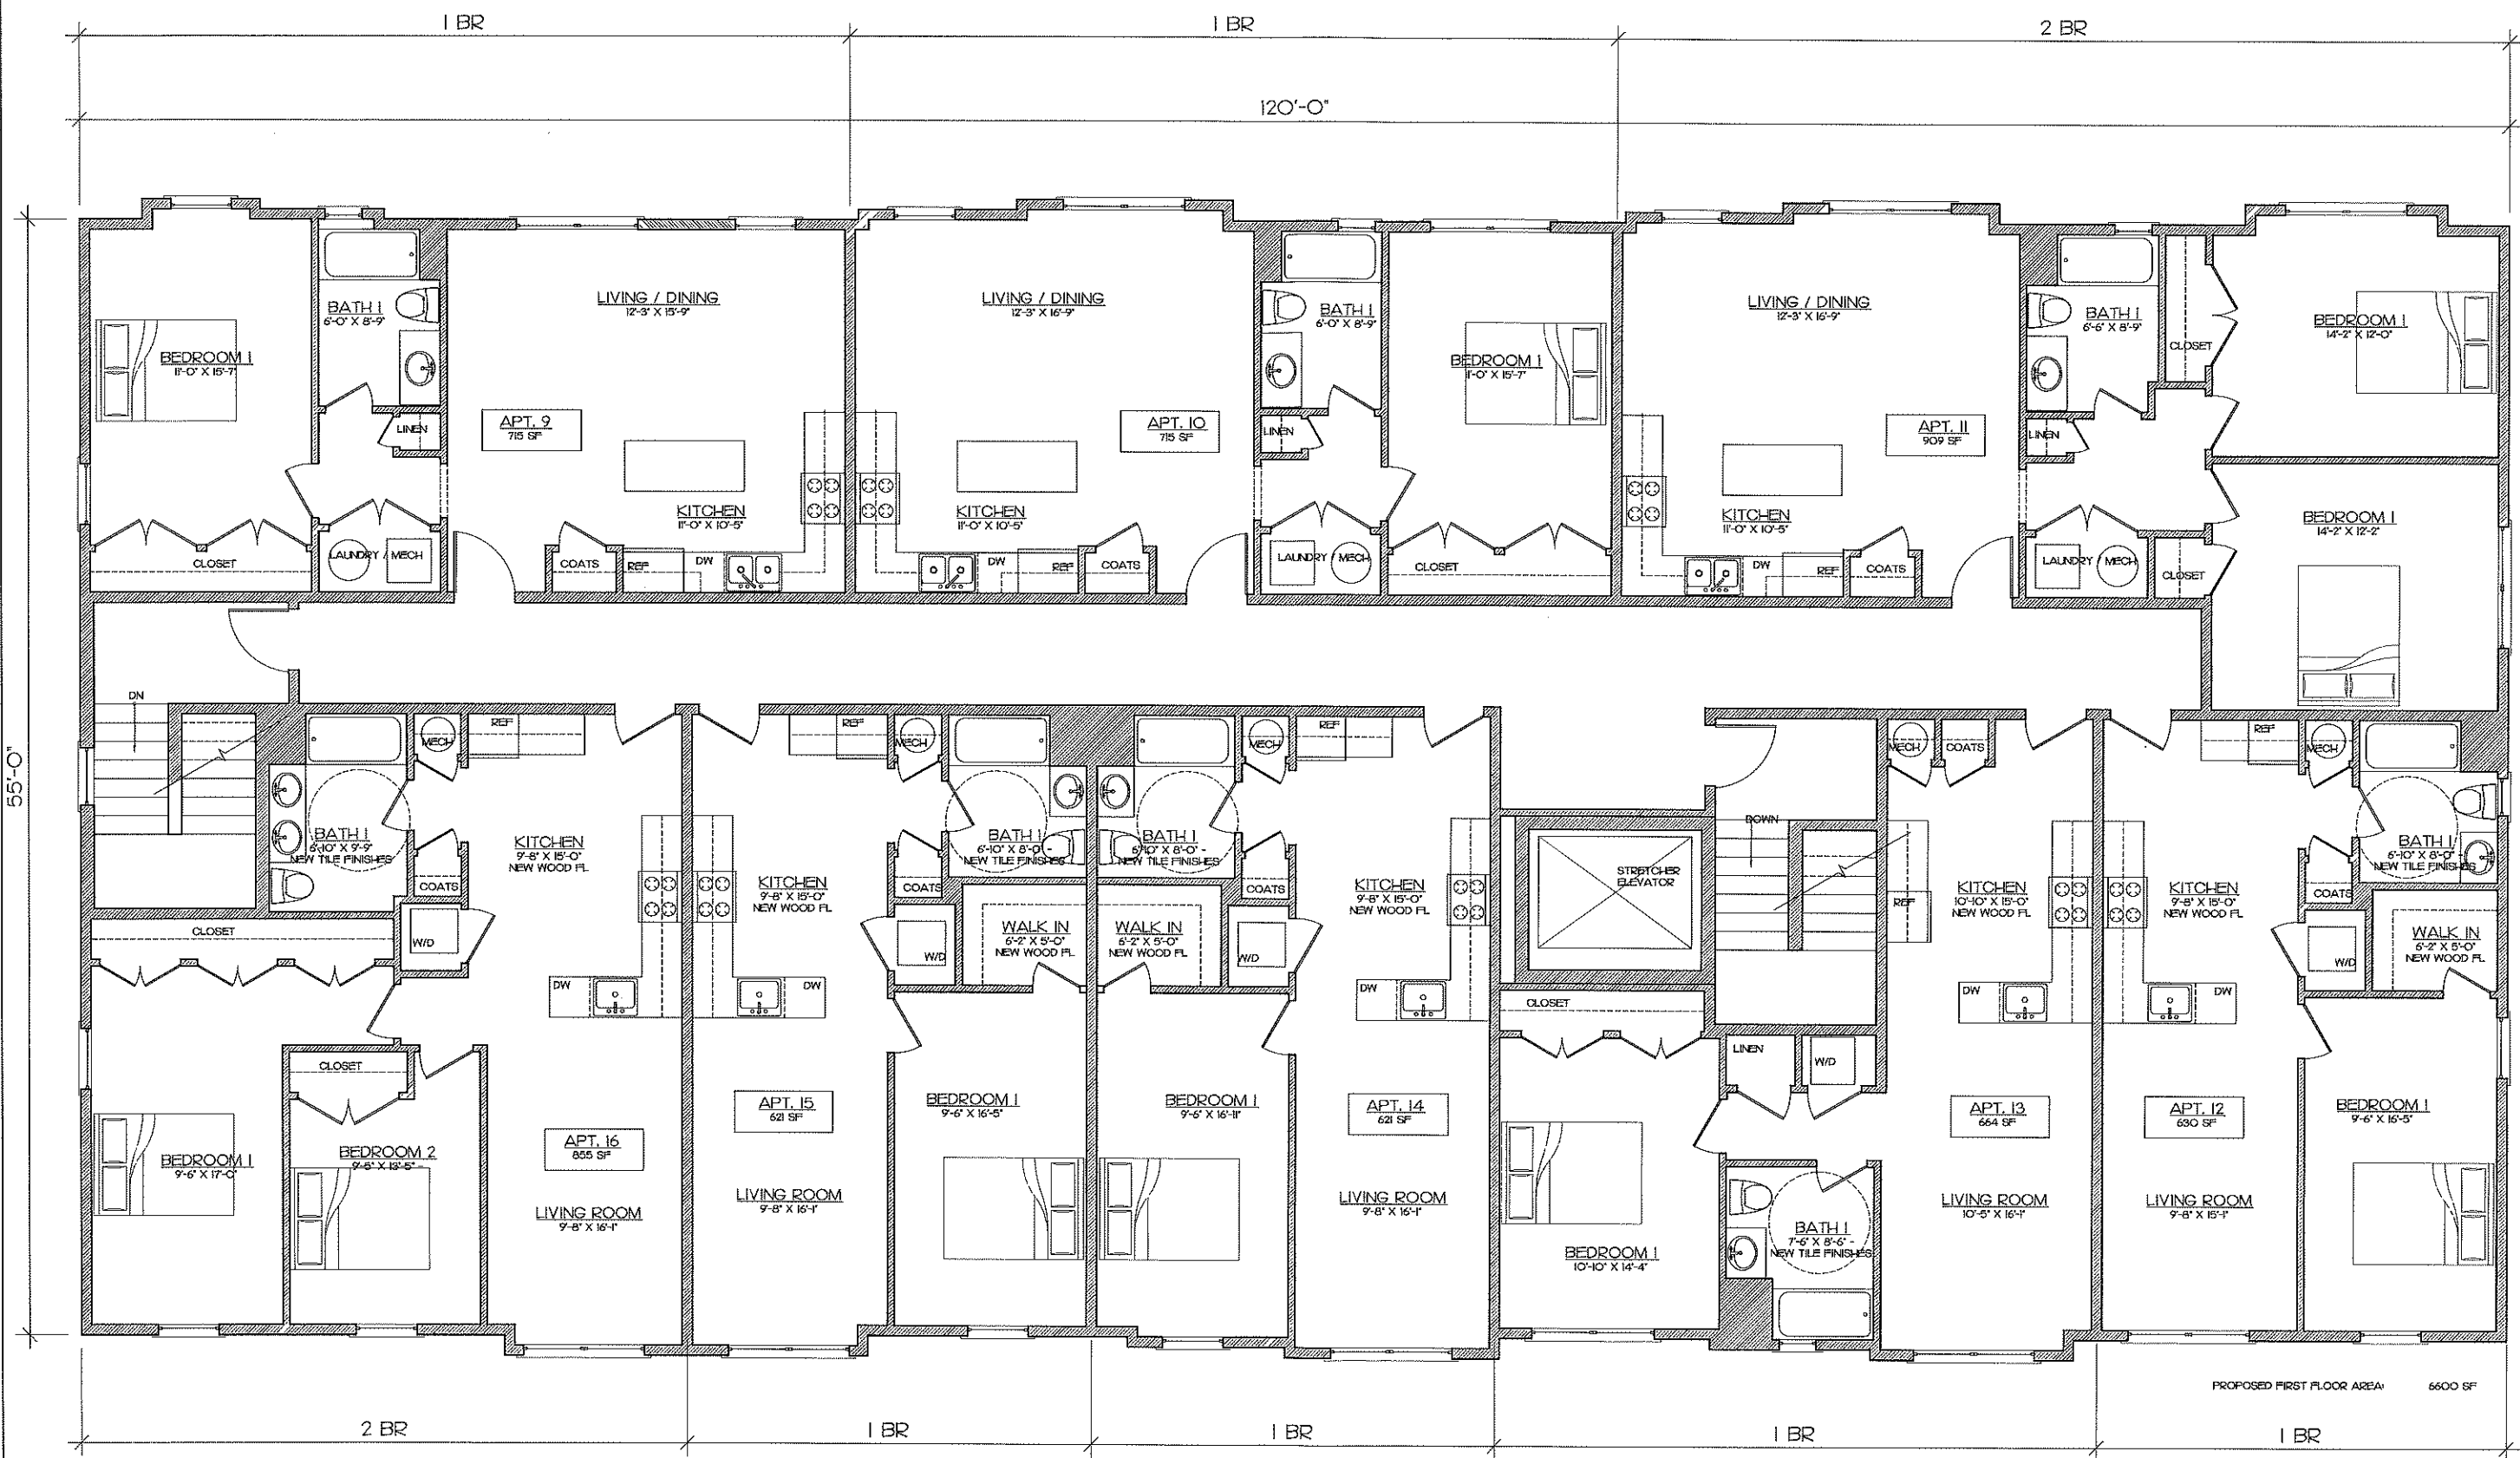 1 BR
1 BR
2 BR
120'-0"
55'-0"
BEDROOM 1
11'-0" X 15'-7"
BATH 1
6'-0" X 8'-9"
LINEN
LAUNDRY / MECH
CLOSET
LIVING / DINING
12'-3" X 15'-9"
APT. 9
715 SF
KITCHEN
11'-0" X 10'-5"
COATS
REF
DW
LIVING / DINING
12'-3" X 16'-9"
APT. 10
715 SF
KITCHEN
11'-0" X 10'-5"
DW
REF
COATS
BATH 1
6'-0" X 8'-9"
LINEN
LAUNDRY / MECH
BEDROOM 1
11'-0" X 15'-7"
CLOSET
LIVING / DINING
12'-3" X 16'-9"
APT. 11
909 SF
KITCHEN
11'-0" X 10'-5"
DW
REF
COATS
BATH 1
6'-6" X 8'-9"
LINEN
LAUNDRY / MECH
CLOSET
CLOSET
BEDROOM 1
14'-2" X 12'-0"
BEDROOM 1
14'-2" X 12'-2"
DN
BATH 1
6'-10" X 9'-9"
NEW TILE FINISHES
MECH
REF
COATS
W/D
KITCHEN
9'-8" X 15'-0"
NEW WOOD FL
DW
CLOSET
CLOSET
BEDROOM 1
9'-6" X 17'-0"
BEDROOM 2
9'-5" X 13'-5" -
APT. 16
855 SF
LIVING ROOM
9'-8" X 16'-1"
REF
MECH
BATH 1
6'-10" X 8'-0" -
NEW TILE FINISHES
KITCHEN
9'-8" X 15'-0"
NEW WOOD FL
COATS
W/D
WALK IN
6'-2" X 5'-0"
NEW WOOD FL
DW
APT. 15
621 SF
LIVING ROOM
9'-8" X 16'-1"
BEDROOM 1
9'-6" X 16'-5"
MECH
REF
BATH 1
6'-10" X 8'-0" -
NEW TILE FINISHES
COATS
W/D
WALK IN
6'-2" X 5'-0"
NEW WOOD FL
KITCHEN
9'-8" X 15'-0"
NEW WOOD FL
DW
BEDROOM 1
9'-6" X 16'-11"
APT. 14
621 SF
LIVING ROOM
9'-8" X 16'-1"
STRETCHER
ELEVATOR
DOWN
CLOSET
LINEN
W/D
MECH
COATS
REF
KITCHEN
10'-10" X 15'-0"
NEW WOOD FL
DW
APT. 13
664 SF
LIVING ROOM
10'-5" X 16'-1"
BEDROOM 1
10'-10" X 14'-4"
BATH 1
7'-6" X 8'-6" -
NEW TILE FINISHES
REF
MECH
BATH 1
6'-10" X 8'-0" -
NEW TILE FINISHES
KITCHEN
9'-8" X 15'-0"
NEW WOOD FL
COATS
W/D
WALK IN
6'-2" X 5'-0"
NEW WOOD FL
DW
APT. 12
630 SF
LIVING ROOM
9'-8" X 15'-1"
BEDROOM 1
9'-6" X 16'-5"
PROPOSED FIRST FLOOR AREA: 6600 SF
2 BR
1 BR
1 BR
1 BR
1 BR